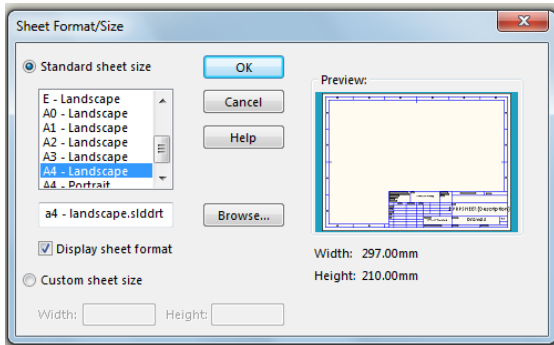 Sheet Format/Size
Standard sheet size
E - Landscape
A0 - Landscape
A1 - Landscape
A2 - Landscape
A3 - Landscape
A4 - Landscape
A4 - Portrait
a4 - landscape.slddrt
Display sheet format
Custom sheet size
Width:
Height:
OK
Cancel
Help
Browse...
Preview:
Width: 297.00mm
Height: 210.00mm